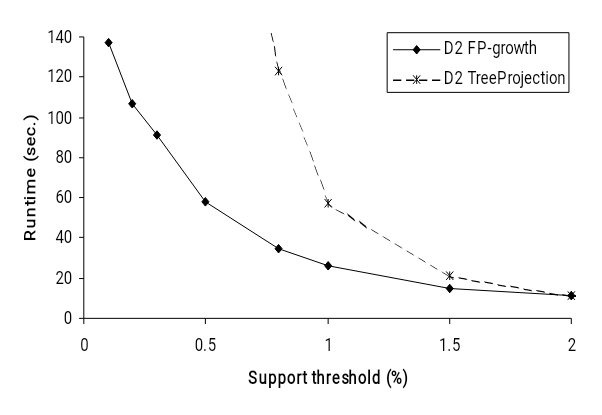 D2 FP-growth
D2 TreeProjection
Runtime (sec.)
140
120
100
80
60
40
20
0
0 0.5 1 1.5 2
Support threshold (%)